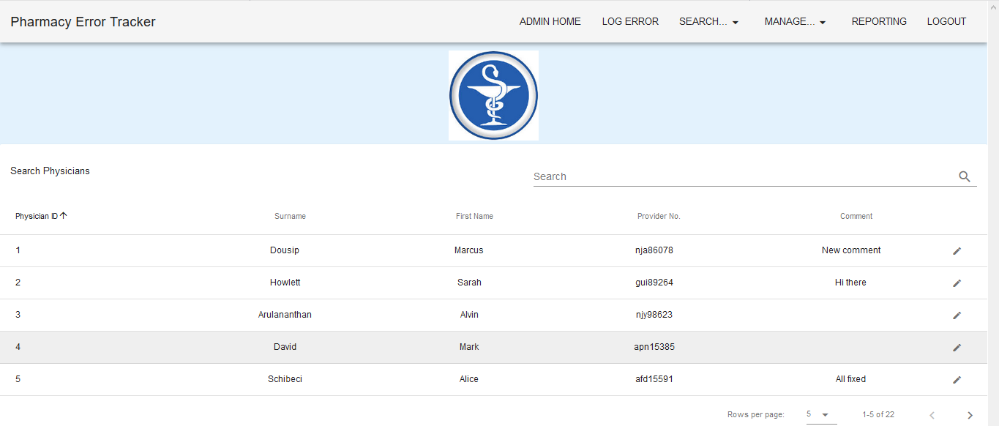 Pharmacy Error Tracker ADMIN HOME LOG ERROR SEARCH... MANAGE... REPORTING LOGOUT
Search Physicians
Search
Physician ID Surname First Name Provider No. Comment
1 Dousip Marcus nja86078 New comment
2 Howlett Sarah gui89264 Hi there
3 Arulananthan Alvin njy98623
4 David Mark apn15385
5 Schibeci Alice afd15591 All fixed
Rows per page: 5 1-5 of 22